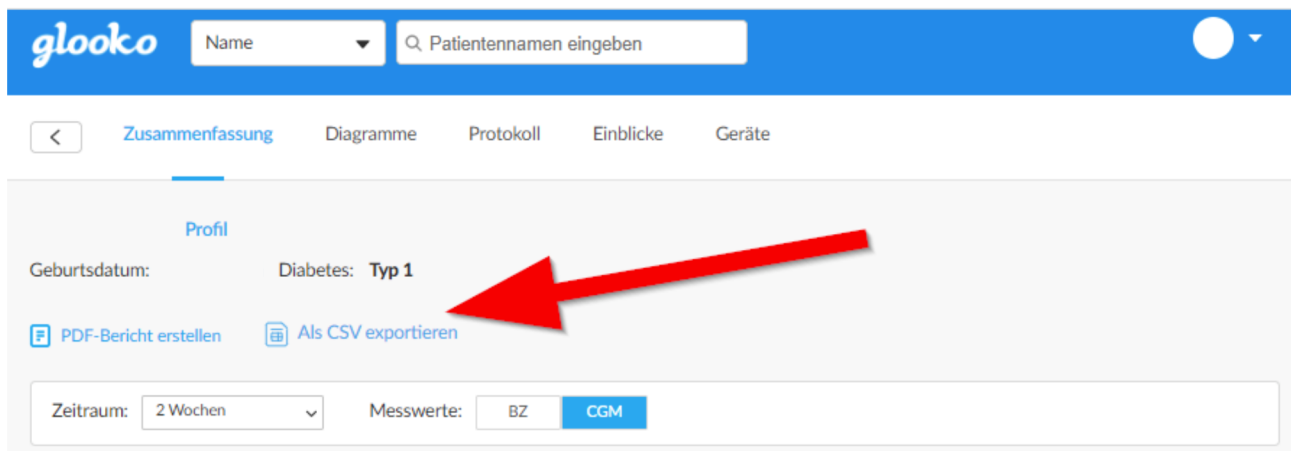 glooko Name Patientennamen eingeben
Zusammenfassung Diagramme Protokoll Einblicke Geräte
Profil
Geburtsdatum: Diabetes: Typ 1
PDF-Bericht erstellen Als CSV exportieren
Zeitraum: 2 Wochen Messwerte: BZ CGM